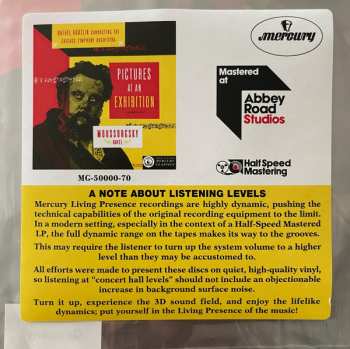 RAFAEL KUBELIK CONDUCTING THE
CHICAGO SYMPHONY ORCHESTRA
PICTURES
AT AN
EXHIBITION
MOUSSORGSKY
RAVEL
MERCURY CLASSICS
MG-50000-70
mercury
Mastered
at
Abbey
Road
Studios
Half Speed
Mastering
A NOTE ABOUT LISTENING LEVELS
Mercury Living Presence recordings are highly dynamic, pushing the
technical capabilities of the original recording equipment to the limit.
In a modern setting, especially in the context of a Half-Speed Mastered
LP, the full dynamic range on the tapes makes its way to the grooves.
This may require the listener to turn up the system volume to a higher
level than they may be accustomed to.
All efforts were made to present these discs on quiet, high-quality vinyl,
so listening at "concert hall levels" should not include an objectionable
increase in background surface noise.
Turn it up, experience the 3D sound field, and enjoy the lifelike
dynamics; put yourself in the Living Presence of the music!